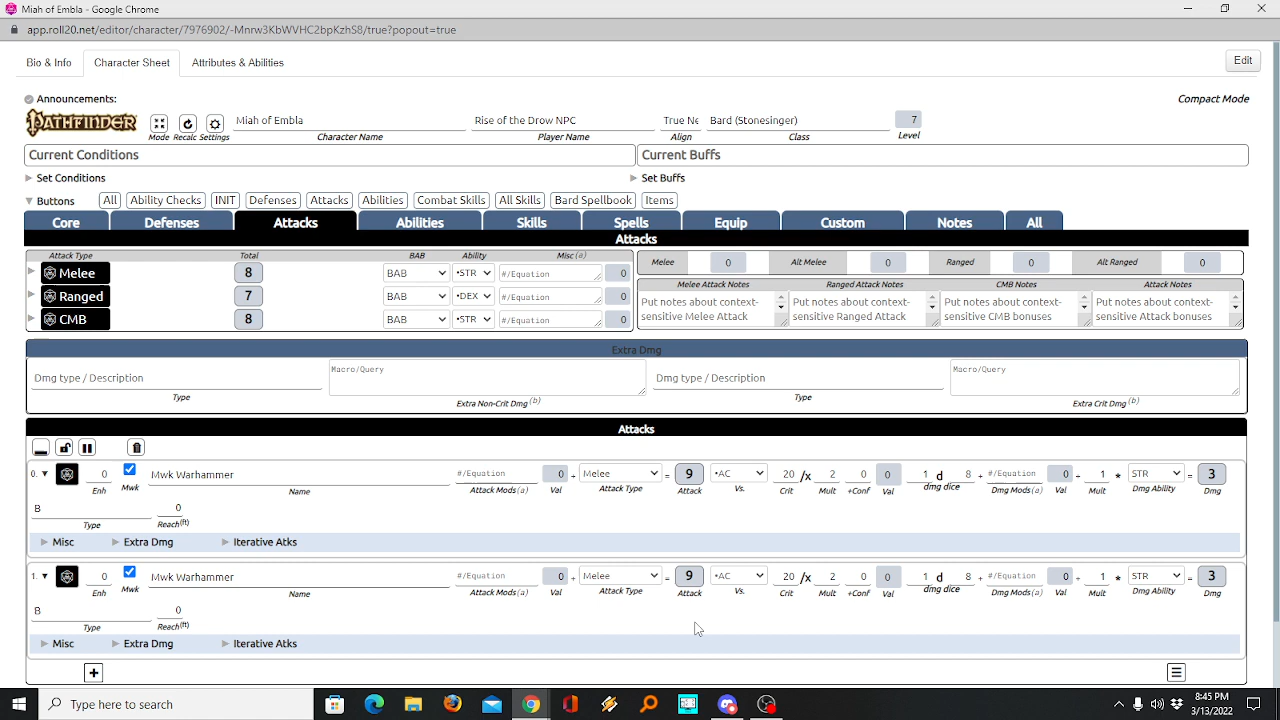 Miah of Embla - Google Chrome
app.roll20.net/editor/character/7976902/-Mnrw3KbWVHC2bpKzhS8/true?popout=true
Bio & Info Character Sheet Attributes & Abilities Edit
Announcements: Compact Mode
PATHFINDER Mode Recalc Settings Miah of Embla Rise of the Drow NPC True Ne Bard (Stonesinger) 7
Character Name Player Name Align Class Level
Current Conditions Current Buffs
Set Conditions Set Buffs
Buttons All Ability Checks INIT Defenses Attacks Abilities Combat Skills All Skills Bard Spellbook Items
Core Defenses Attacks Abilities Skills Spells Equip Custom Notes All
Attacks
Attack Type Total BAB Ability Misc (a)
Melee 8 BAB •STR #/Equation 0
Ranged 7 BAB •DEX #/Equation 0
CMB 8 BAB •STR #/Equation 0
Melee 0 Alt Melee 0 Ranged 0 Alt Ranged 0
Melee Attack Notes Ranged Attack Notes CMB Notes Attack Notes
Put notes about context- Put notes about context- Put notes about context- Put notes about context-
sensitive Melee Attack sensitive Ranged Attack sensitive CMB bonuses sensitive Attack bonuses
Extra Dmg
Dmg type / Description Macro/Query Dmg type / Description Macro/Query
Type Extra Non-Crit Dmg (b) Type Extra Crit Dmg (b)
Attacks
0. 0 Mwk Warhammer #/Equation 0 + Melee = 9 •AC 20 /x 2 0 0 1 d 8 + #/Equation 0 + 1 * STR = 3
Enh Mwk Name Attack Mods(a) Val Attack Type Attack Vs. Crit Mult +Conf Val dmg dice Dmg Mods(a) Val Mult Dmg Ability Dmg
B 0
Type Reach(ft)
Misc Extra Dmg Iterative Atks
1. 0 Mwk Warhammer #/Equation 0 + Melee = 9 •AC 20 /x 2 0 0 1 d 8 + #/Equation 0 + 1 * STR = 3
Enh Mwk Name Attack Mods(a) Val Attack Type Attack Vs. Crit Mult +Conf Val dmg dice Dmg Mods(a) Val Mult Dmg Ability Dmg
B 0
Type Reach(ft)
Misc Extra Dmg Iterative Atks
Type here to search
8:45 PM
3/13/2022